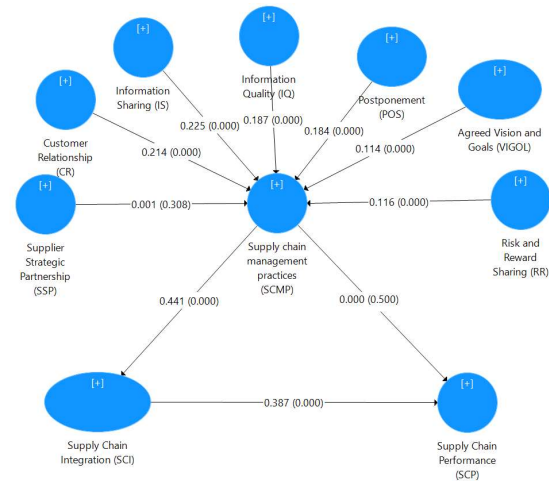 [+]
Information
Sharing (IS)
[+]
Information
Quality (IQ)
[+]
Postponement
(POS)
[+]
Agreed Vision and
Goals (VIGOL)
[+]
Customer
Relationship
(CR)
0.225 (0.000)
0.187 (0.000)
0.184 (0.000)
0.114 (0.000)
0.214 (0.000)
[+]
Supplier
Strategic
Partnership
(SSP)
0.001 (0.308)
[+]
Supply chain
management
practices
(SCMP)
0.116 (0.000)
[+]
Risk and
Reward
Sharing (RR)
0.441 (0.000)
0.000 (0.500)
[+]
Supply Chain
Integration (SCI)
0.387 (0.000)
[+]
Supply Chain
Performance
(SCP)